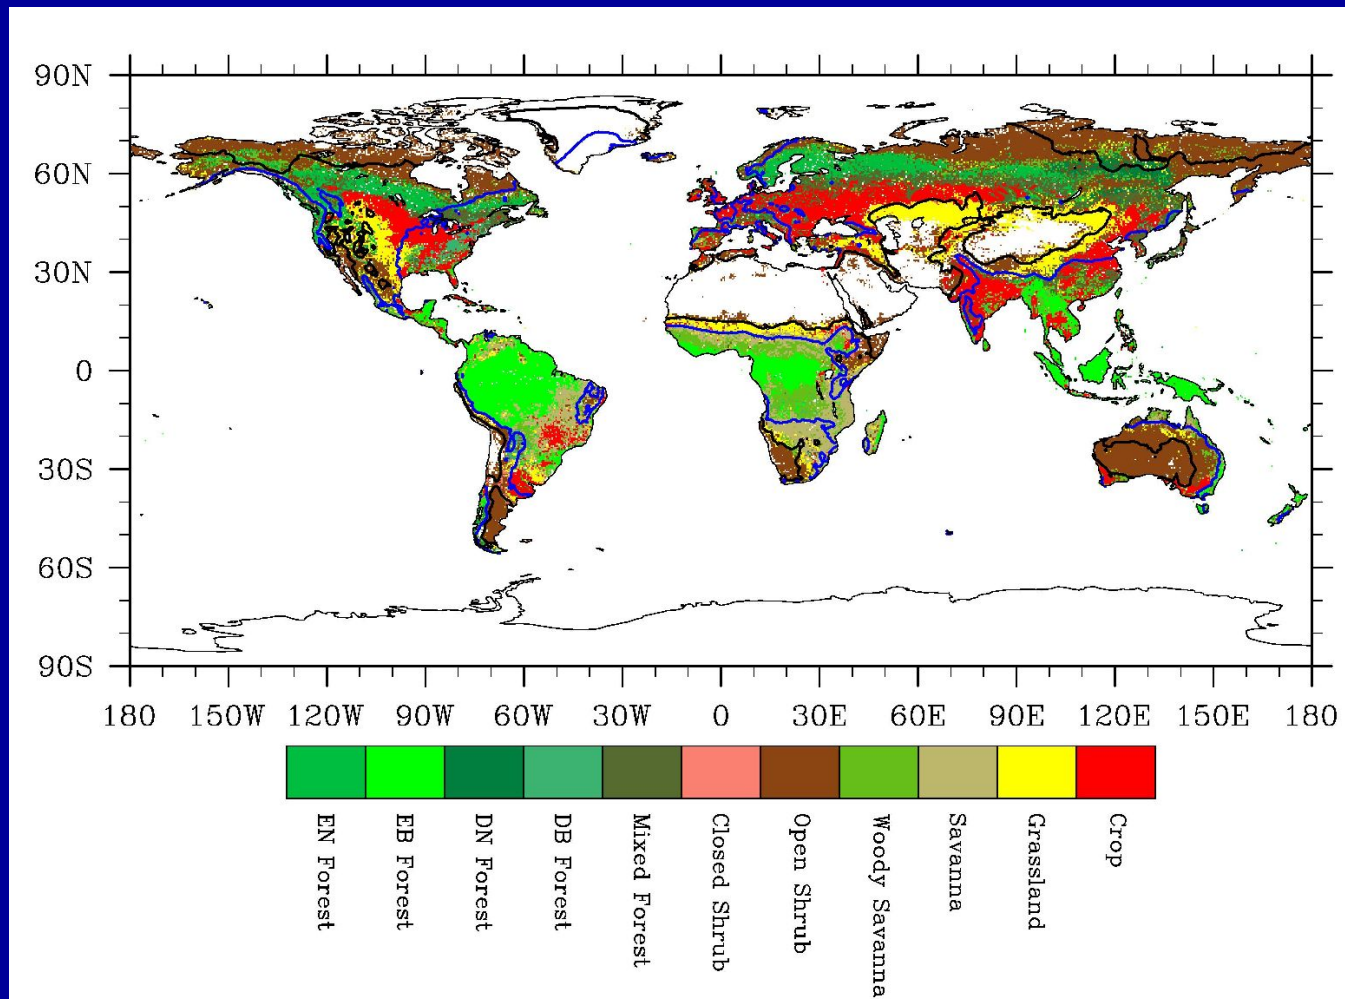 90N
60N
30N
0
30S
60S
90S
180 150W 120W 90W 60W 30W 0 30E 60E 90E 120E 150E 180
EN Forest
EB Forest
DN Forest
DB Forest
Mixed Forest
Closed Shrub
Open Shrub
Woody Savanna
Savanna
Grassland
Crop